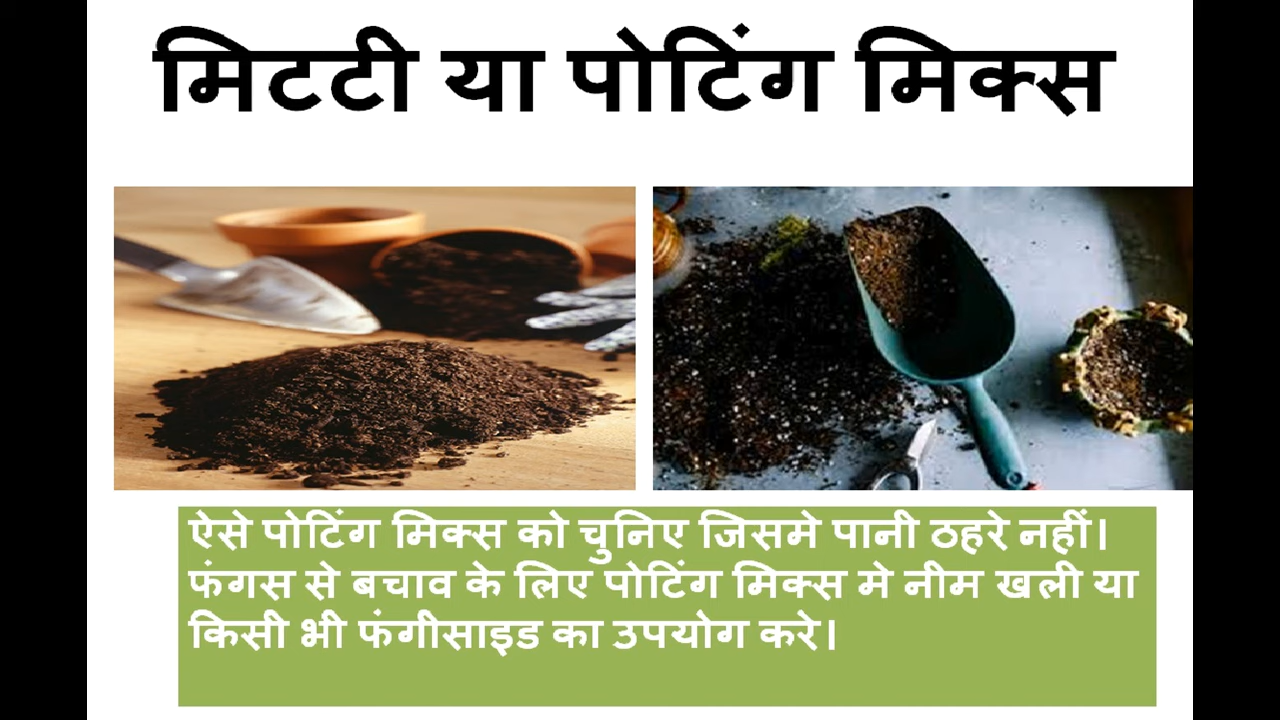 मिटटी या पोटिंग मिक्स
ऐसे पोटिंग मिक्स को चुनिए जिसमे पानी ठहरे नहीं।
फंगस से बचाव के लिए पोटिंग मिक्स मे नीम खली या
किसी भी फंगीसाइड का उपयोग करे।